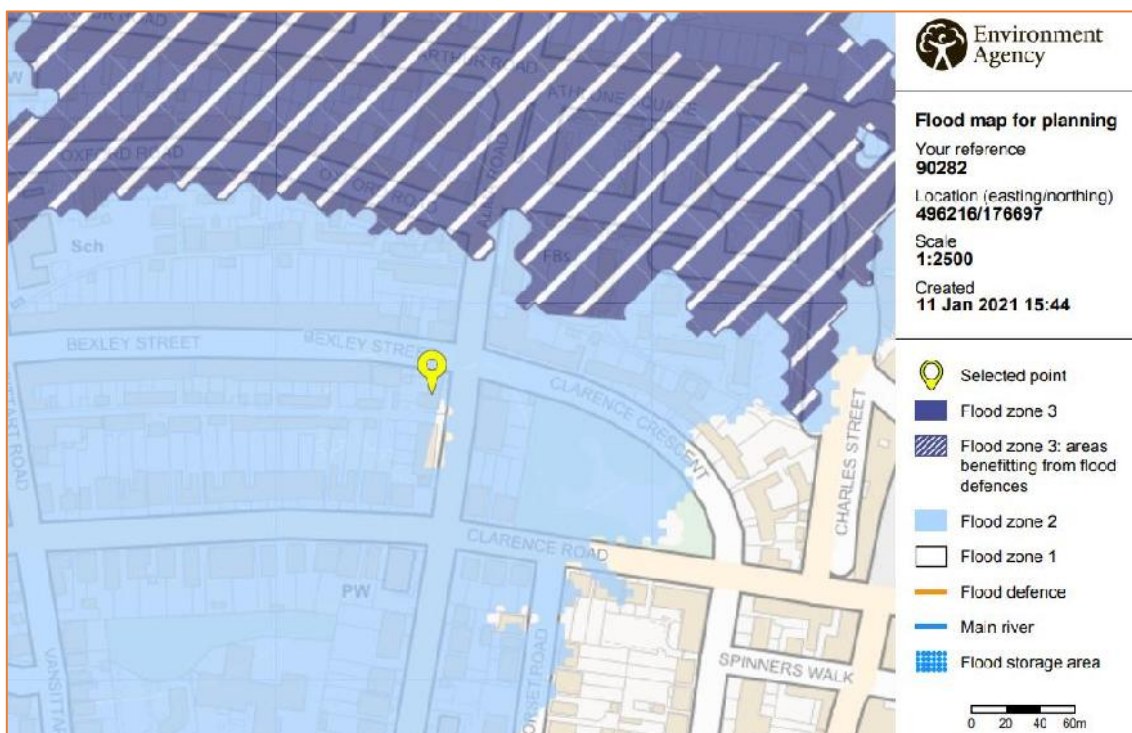 ARTHUR ROAD
ATHLONE SQUARE
OXFORD ROAD
OXFORD ROAD
Sch
FBs
BEXLEY STREET
BEXLEY STREET
CLARENCE CRESCENT
CHARLES STREET
CLARENCE ROAD
PW
SPINNERS WALK
Environment
Agency
Flood map for planning
Your reference
90282
Location (easting/northing)
496216/176697
Scale
1:2500
Created
11 Jan 2021 15:44
Selected point
Flood zone 3
Flood zone 3: areas
benefitting from flood
defences
Flood zone 2
Flood zone 1
Flood defence
Main river
Flood storage area
0 20 40 60m